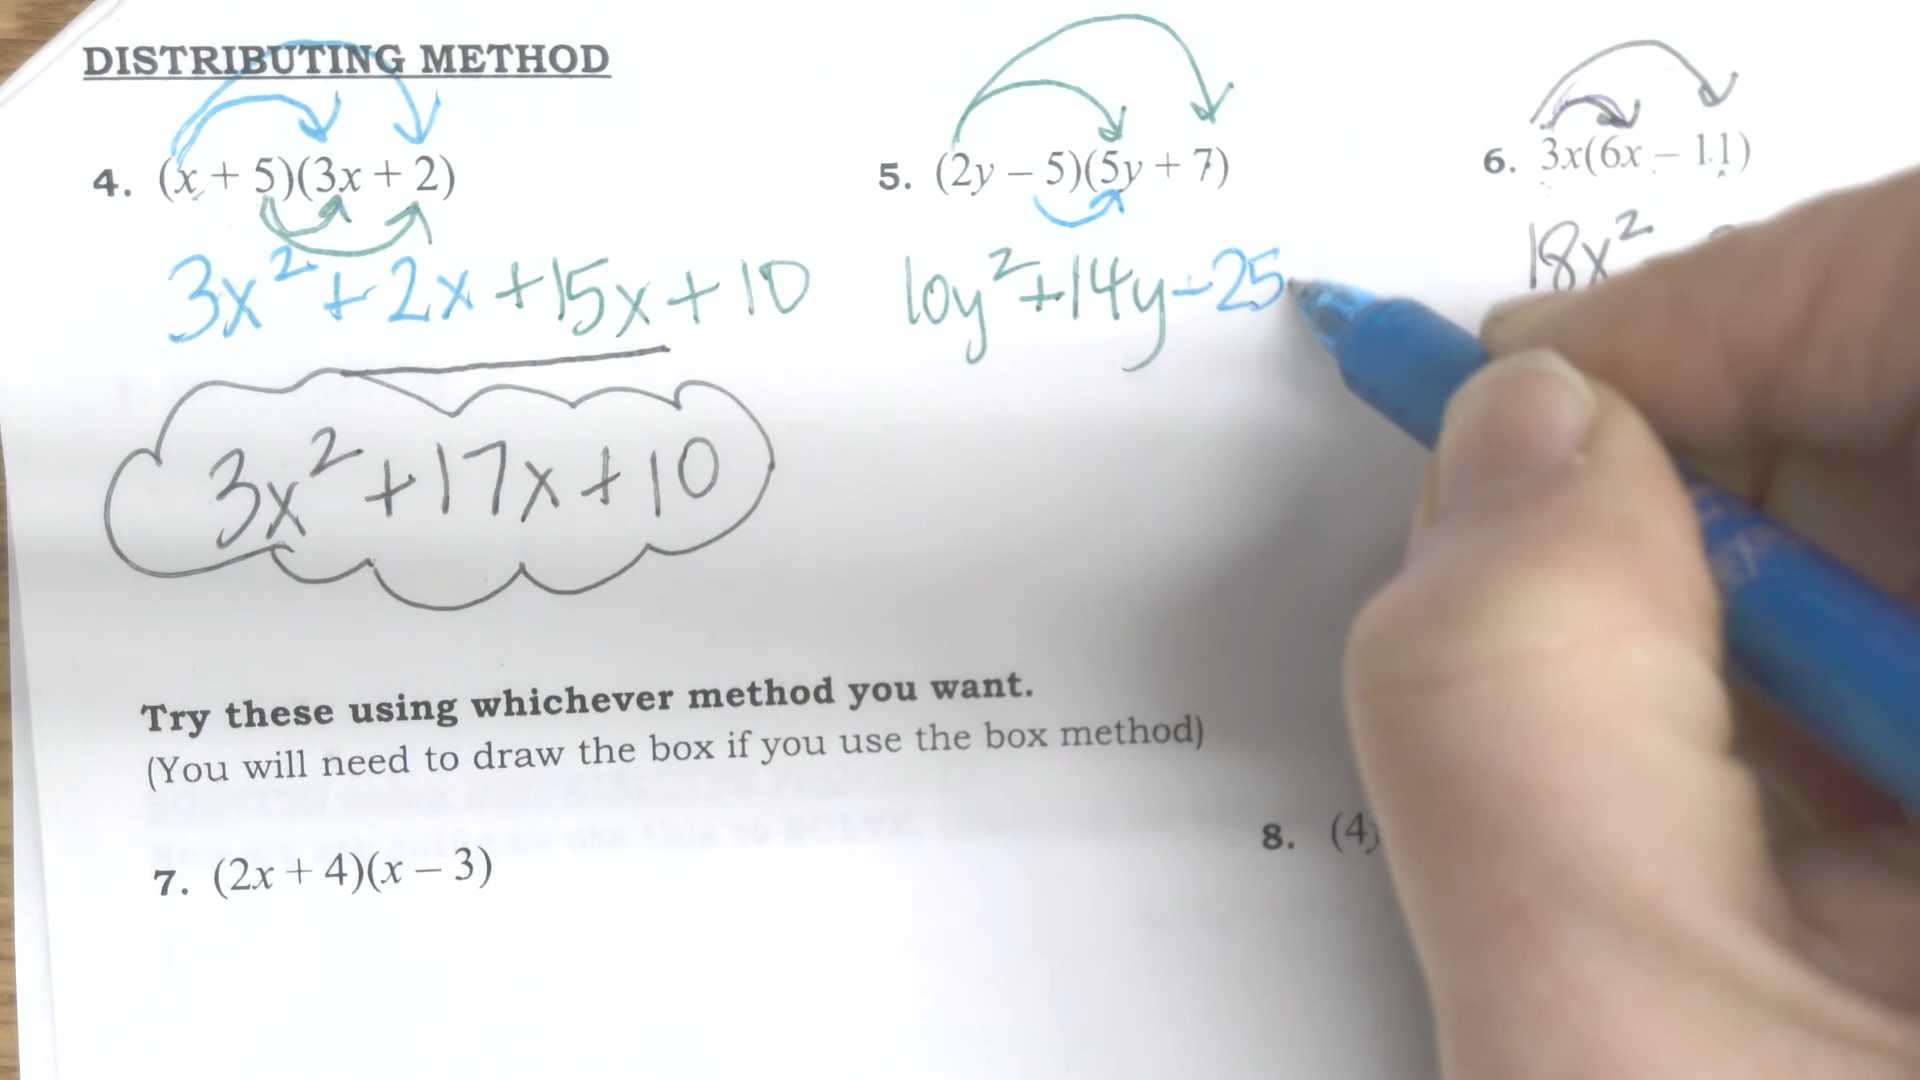 DISTRIBUTING METHOD
4. (x + 5)(3x + 2)
3x² + 2x + 15x + 10
3x² + 17x + 10
5. (2y – 5)(5y + 7)
10y² + 14y - 25
6. 3x(6x – 11)
18x²
Try these using whichever method you want.
(You will need to draw the box if you use the box method)
7. (2x + 4)(x – 3)
8. (4